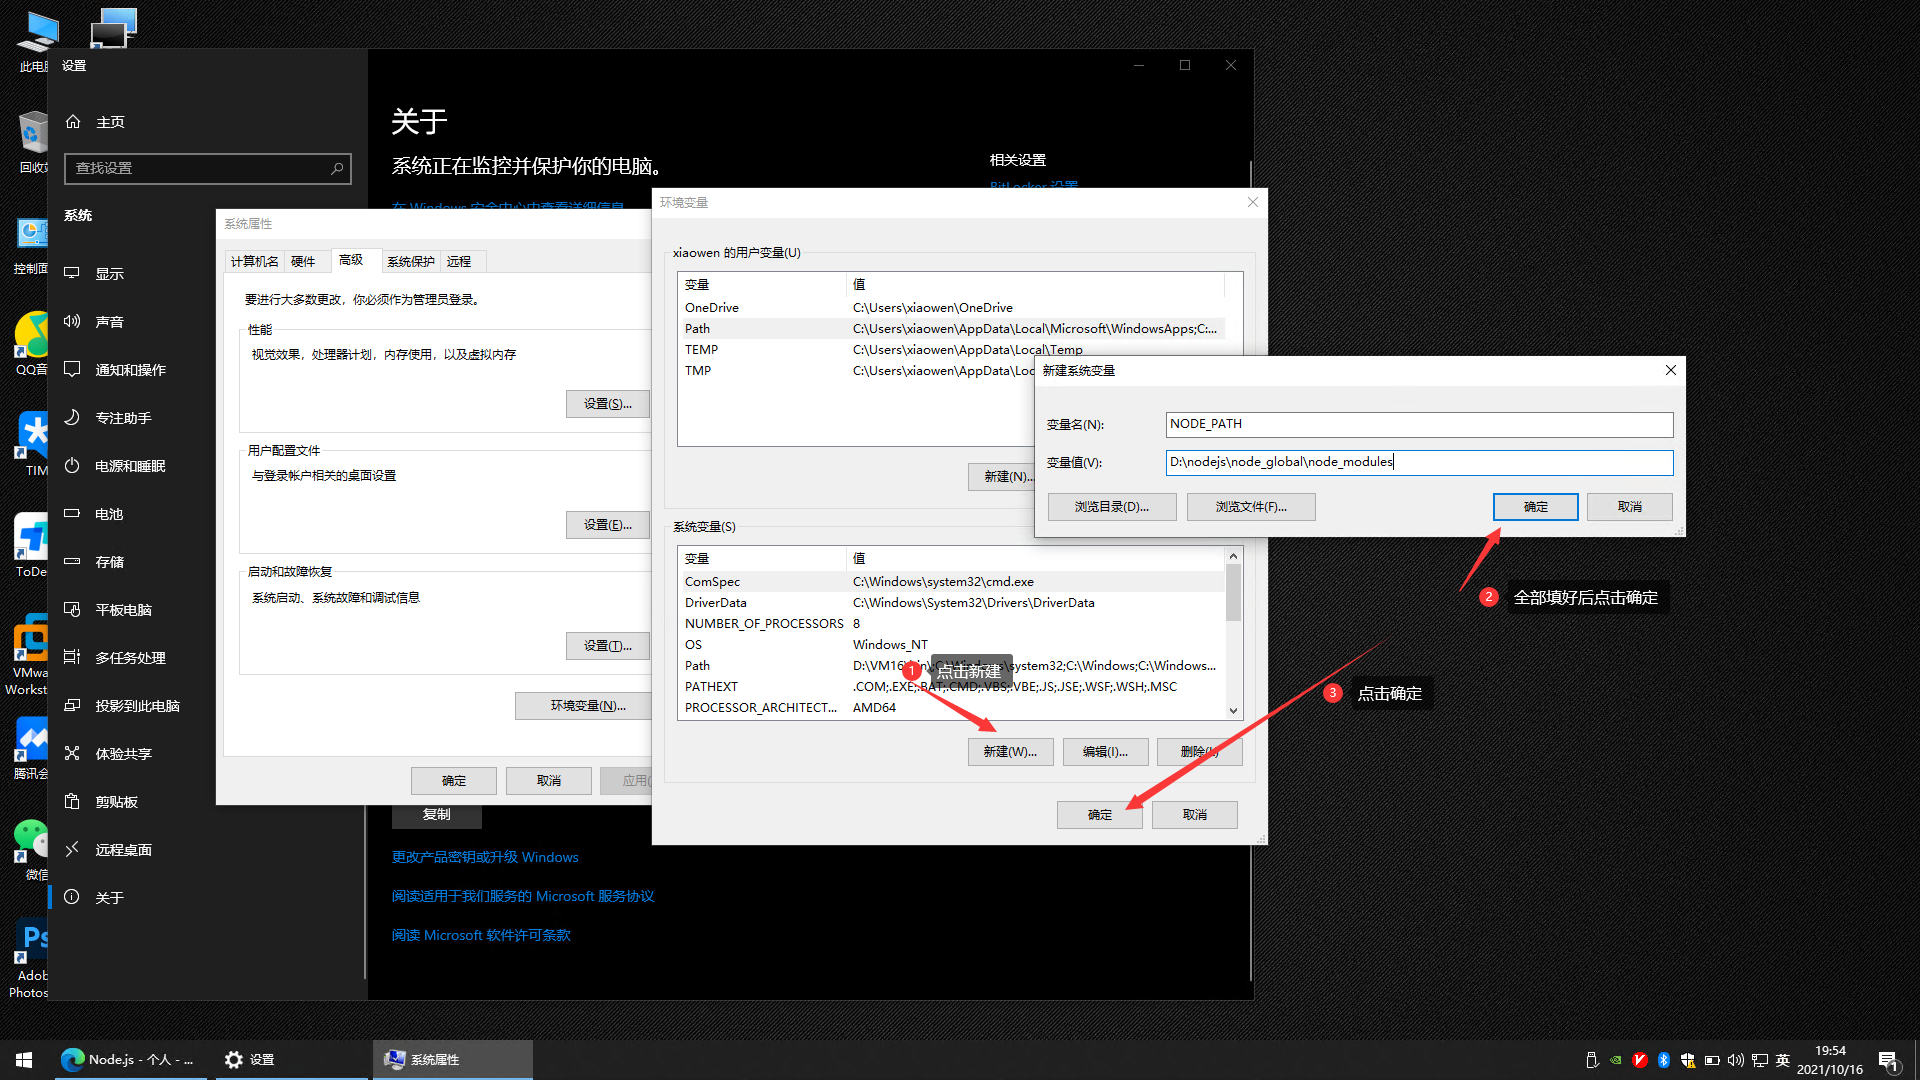 此电脑
回收站
控制面
QQ音
TIM
ToDe
VMwa
Workst
腾讯会
微信
Ps
Adob
Photos
设置
主页
查找设置
系统
显示
声音
通知和操作
专注助手
电源和睡眠
电池
存储
平板电脑
多任务处理
投影到此电脑
体验共享
剪贴板
远程桌面
关于
关于
系统正在监控并保护你的电脑。
在 Windows 安全中心中查看详细信息
相关设置
BitLocker 设置
复制
更改产品密钥或升级 Windows
阅读适用于我们服务的 Microsoft 服务协议
阅读 Microsoft 软件许可条款
系统属性
计算机名 硬件 高级 系统保护 远程
要进行大多数更改，你必须作为管理员登录。
性能
视觉效果，处理器计划，内存使用，以及虚拟内存
设置(S)...
用户配置文件
与登录帐户相关的桌面设置
设置(E)...
启动和故障恢复
系统启动、系统故障和调试信息
设置(T)...
环境变量(N)...
确定 取消 应用(
环境变量
xiaowen 的用户变量(U)
变量 值
OneDrive C:\Users\xiaowen\OneDrive
Path C:\Users\xiaowen\AppData\Local\Microsoft\WindowsApps;C:...
TEMP C:\Users\xiaowen\AppData\Local\Temp
TMP C:\Users\xiaowen\AppData\Loc
新建(N)...
系统变量(S)
变量 值
ComSpec C:\Windows\system32\cmd.exe
DriverData C:\Windows\System32\Drivers\DriverData
NUMBER_OF_PROCESSORS 8
OS Windows_NT
Path D:\VM16\bin\;C:\Windows\system32;C:\Windows;C:\Windows...
PATHEXT .COM;.EXE;.BAT;.CMD;.VBS;.VBE;.JS;.JSE;.WSF;.WSH;.MSC
PROCESSOR_ARCHITECT... AMD64
1 点击新建
新建(W)... 编辑(I)... 删除(L)
确定 取消
新建系统变量
变量名(N): NODE_PATH
变量值(V): D:\nodejs\node_global\node_modules
浏览目录(D)... 浏览文件(F)... 确定 取消
2 全部填好后点击确定
3 点击确定
Node.js - 个人 - ...
设置
系统属性
英
19:54
2021/10/16
1